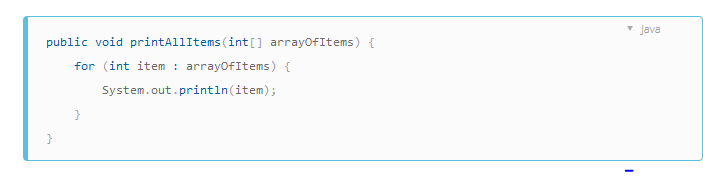 ▼ Java
public void printAllItems(int[] arrayOfItems) {
    for (int item : arrayOfItems) {
        System.out.println(item);
    }
}